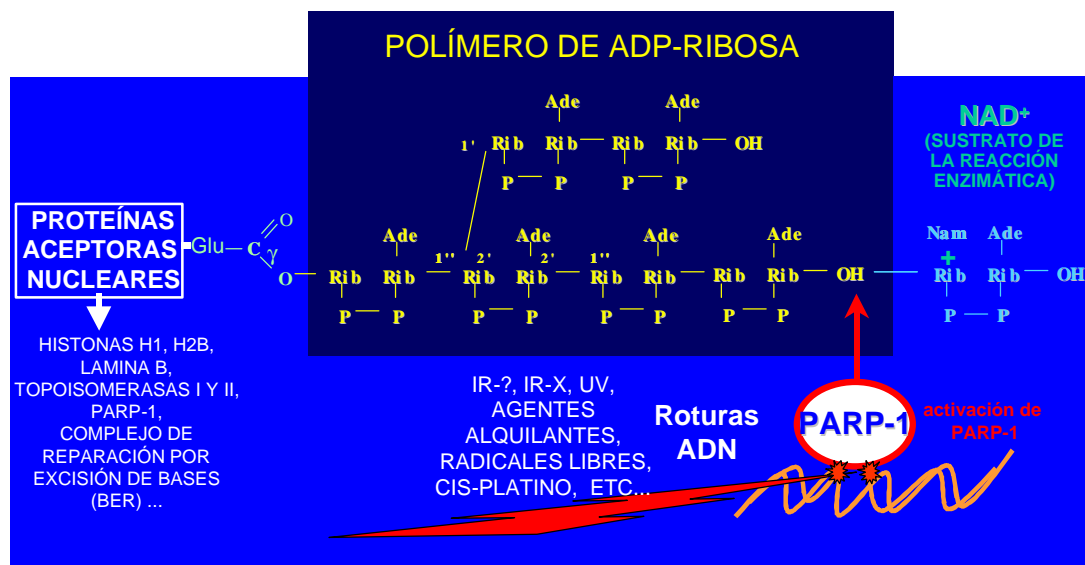 POLÍMERO DE ADP-RIBOSA
Ade Ade
1' Rib Rib Rib Rib OH
P P P P
NAD+
(SUSTRATO DE
LA REACCIÓN
ENZIMÁTICA)
PROTEÍNAS
ACEPTORAS
NUCLEARES
Glu C γ O
O
Ade Ade Ade Ade
1'' 2' 2' 1''
Rib Rib Rib Rib Rib Rib Rib Rib OH
P P P P P P P P
Nam Ade
+
Rib Rib OH
P P
HISTONAS H1, H2B,
LAMINA B,
TOPOISOMERASAS I Y II,
PARP-1,
COMPLEJO DE
REPARACIÓN POR
EXCISIÓN DE BASES
(BER) ...
IR-?, IR-X, UV,
AGENTES
ALQUILANTES,
RADICALES LIBRES,
CIS-PLATINO, ETC...
Roturas
ADN
PARP-1
activación de
PARP-1